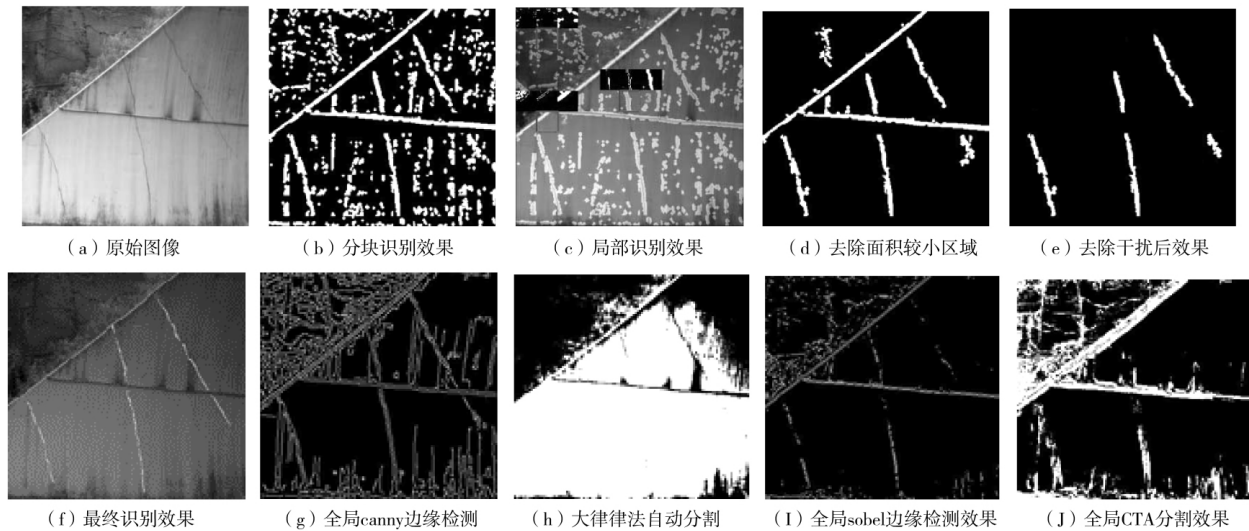 （a）原始图像
（b）分块识别效果
（c）局部识别效果
（d）去除面积较小区域
（e）去除干扰后效果
（f）最终识别效果
（g）全局canny边缘检测
（h）大律律法自动分割
（I）全局sobel边缘检测效果
（J）全局CTA分割效果